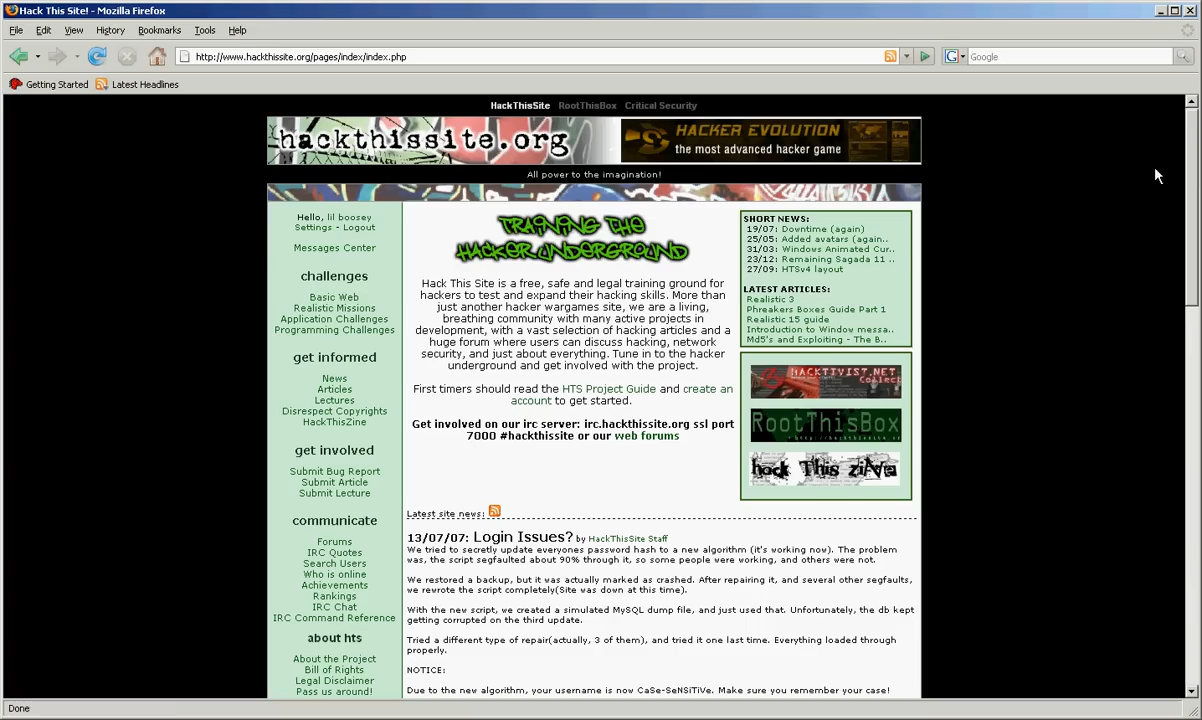 Hack This Site! - Mozilla Firefox
File Edit View History Bookmarks Tools Help
http://www.hackthissite.org/pages/index/index.php
Google
Getting Started Latest Headlines
HackThisSite RootThisBox Critical Security
hackthissite.org
HACKER EVOLUTION
the most advanced hacker game
All power to the imagination!
Hello, lil boosey
Settings - Logout
Messages Center
challenges
Basic Web
Realistic Missions
Application Challenges
Programming Challenges
get informed
News
Articles
Lectures
Disrespect Copyrights
HackThisZine
get involved
Submit Bug Report
Submit Article
Submit Lecture
communicate
Forums
IRC Quotes
Search Users
Who is online
Achievements
Rankings
IRC Chat
IRC Command Reference
about hts
About the Project
Bill of Rights
Legal Disclaimer
Pass us around!
TRAINING THE
HACKER UNDERGROUND
Hack This Site is a free, safe and legal training ground for
hackers to test and expand their hacking skills. More than
just another hacker wargames site, we are a living,
breathing community with many active projects in
development, with a vast selection of hacking articles and a
huge forum where users can discuss hacking, network
security, and just about everything. Tune in to the hacker
underground and get involved with the project.
First timers should read the HTS Project Guide and create an
account to get started.
Get involved on our irc server: irc.hackthissite.org ssl port
7000 #hackthissite or our web forums
SHORT NEWS:
19/07: Downtime (again)
25/05: Added avatars (again..
31/03: Windows Animated Cur..
23/12: Remaining Sagada 11 ..
27/09: HTSv4 layout
LATEST ARTICLES:
Realistic 3
Phreakers Boxes Guide Part 1
Realistic 15 guide
Introduction to Window messa..
Md5's and Exploiting - The B..
HACKTIVIST.NET
Collect
RootThisBox
hack This ziNe
Latest site news:
13/07/07: Login Issues? by HackThisSite Staff
We tried to secretly update everyones password hash to a new algorithm (it's working now). The problem
was, the script segfaulted about 90% through it, so some people were working, and others were not.
We restored a backup, but it was actually marked as crashed. After repairing it, and several other segfaults,
we rewrote the script completely(Site was down at this time).
With the new script, we created a simulated MySQL dump file, and just used that. Unfortunately, the db kept
getting corrupted on the third update.
Tried a different type of repair(actually, 3 of them), and tried it one last time. Everything loaded through
properly.
NOTICE:
Due to the new algorithm, your username is now CaSe-SeNSiTiVe. Make sure you remember your case!
Done